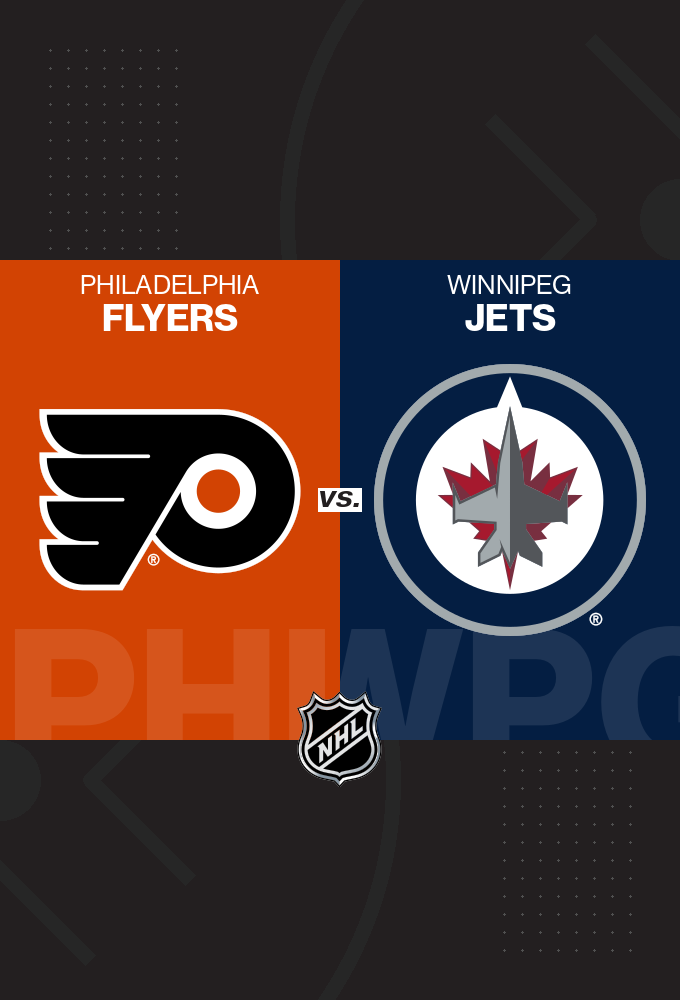 PHILADELPHIA
FLYERS
WINNIPEG
JETS
vs.
®
®
PHI
WPG
NHL